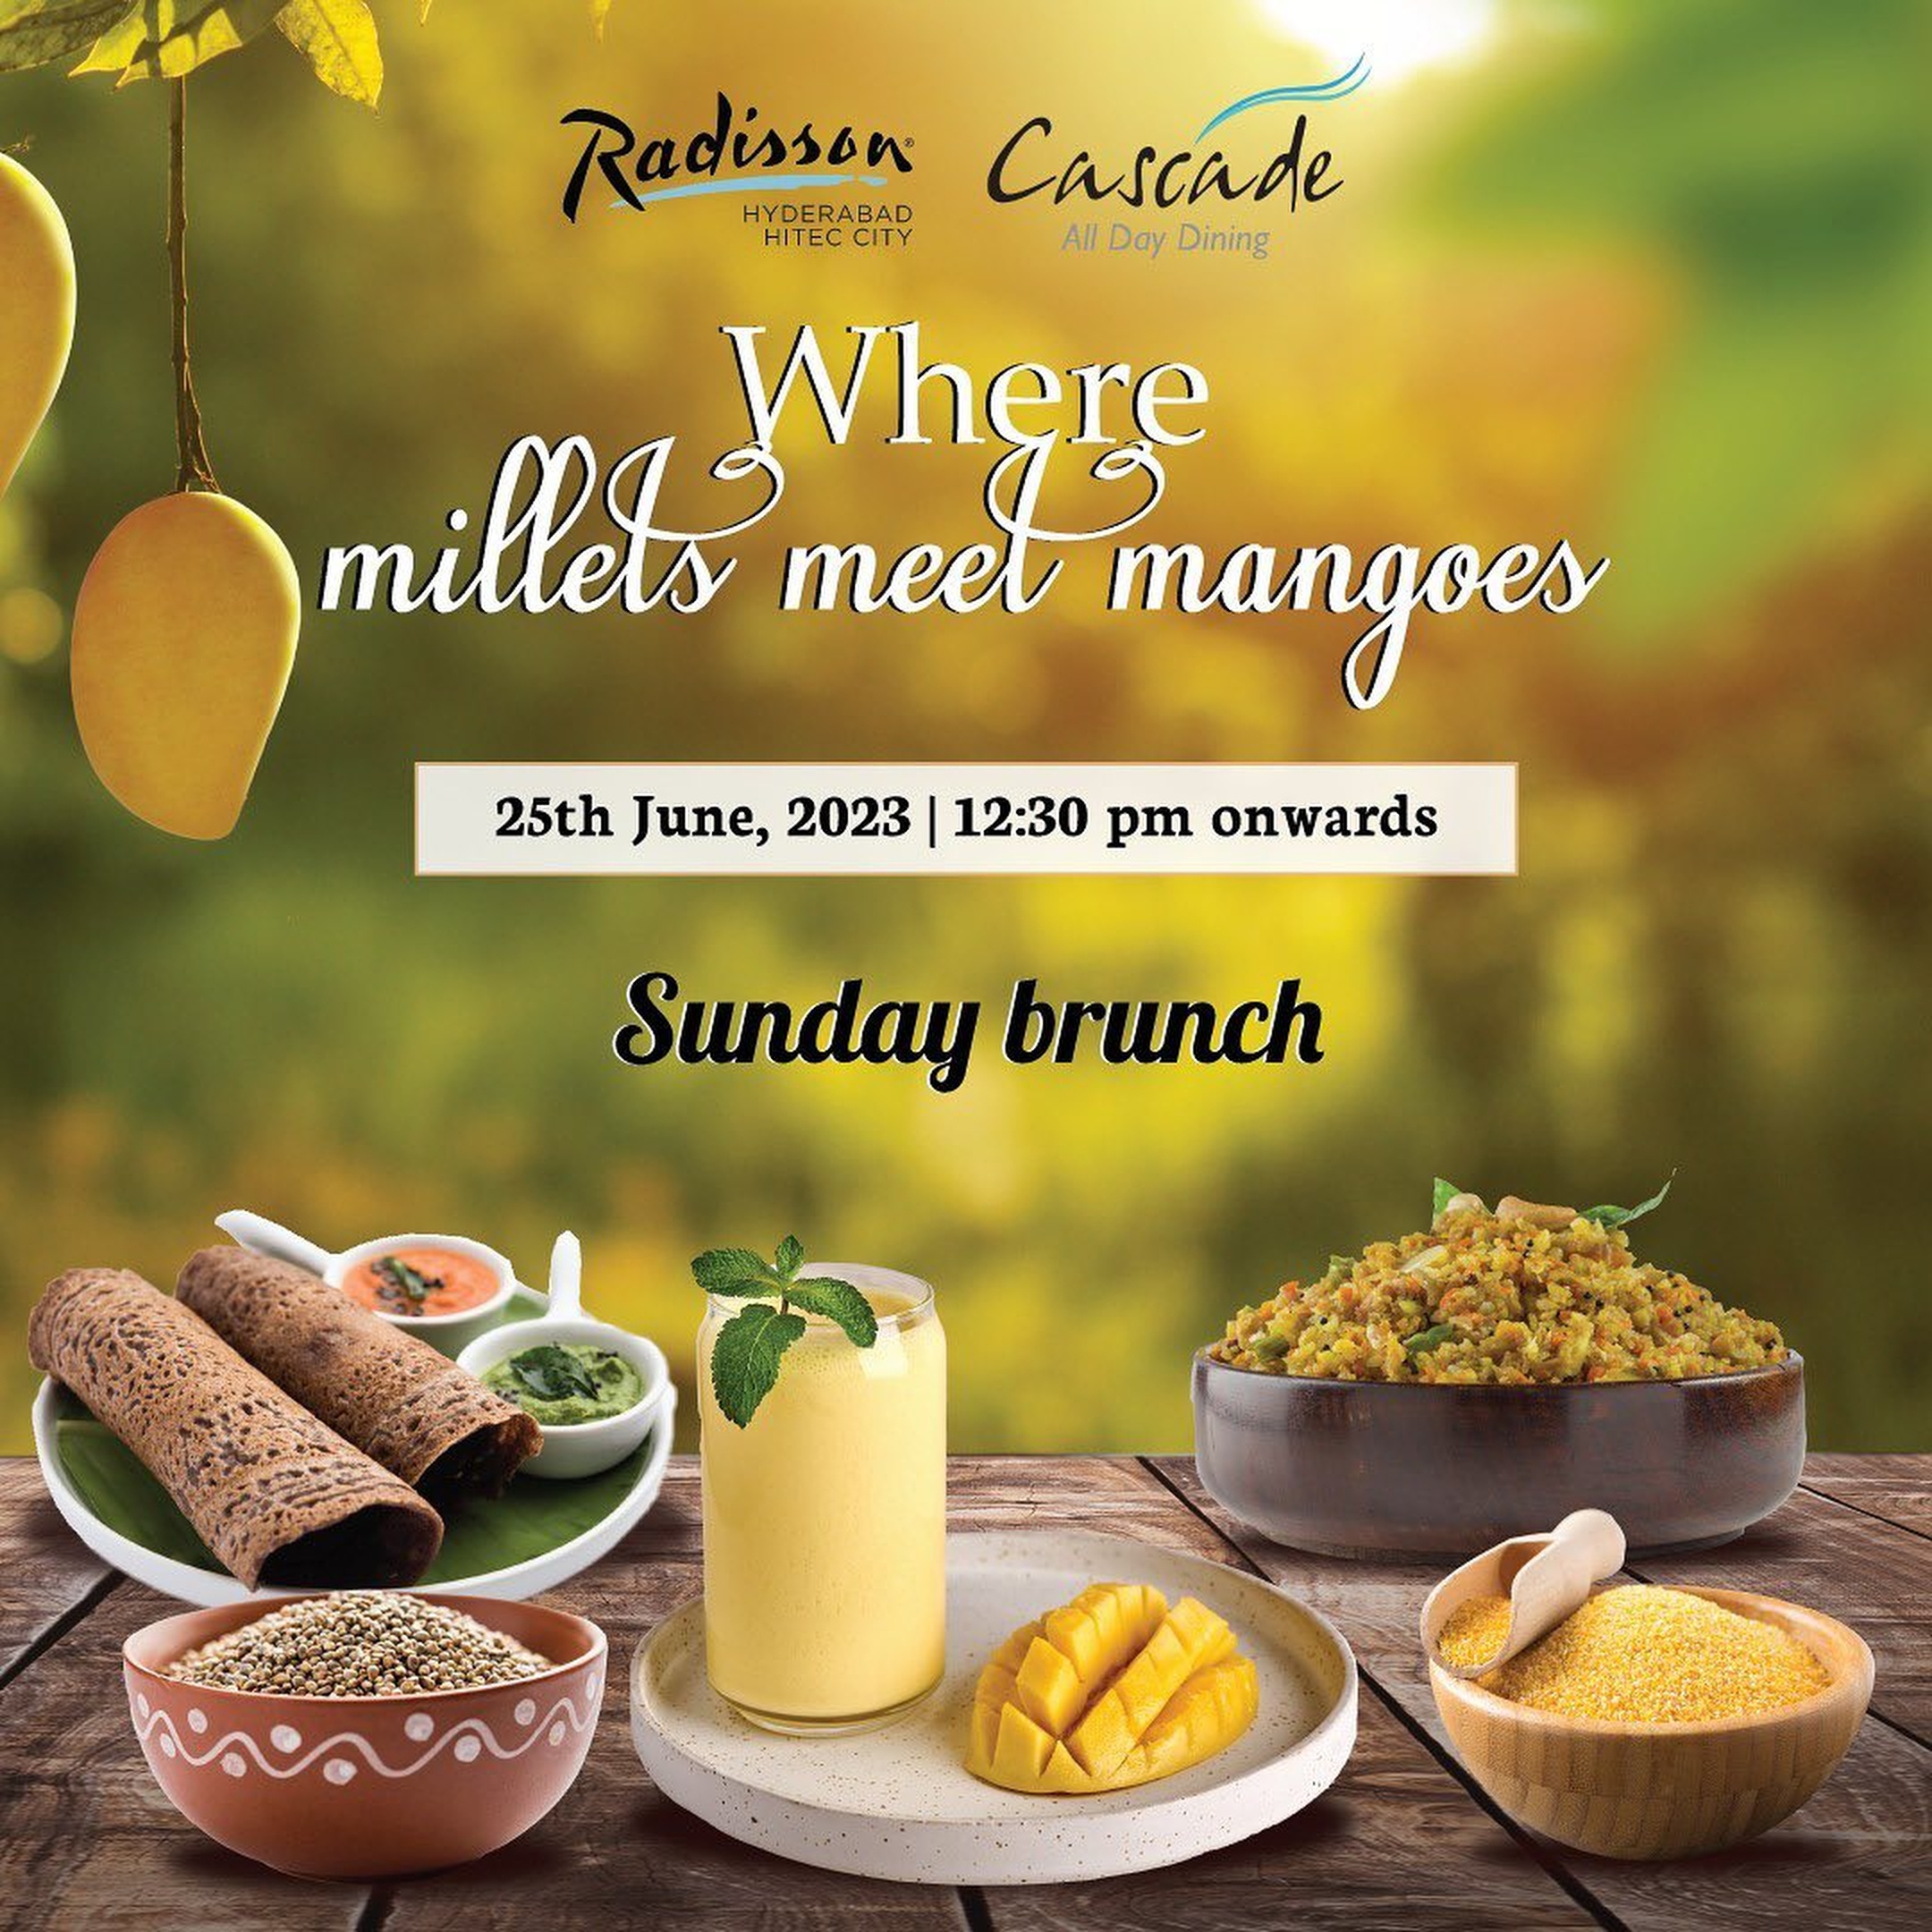 Radisson®
HYDERABAD
HITEC CITY
Cascade
All Day Dining
Where
millets meet mangoes
25th June, 2023 | 12:30 pm onwards
Sunday brunch